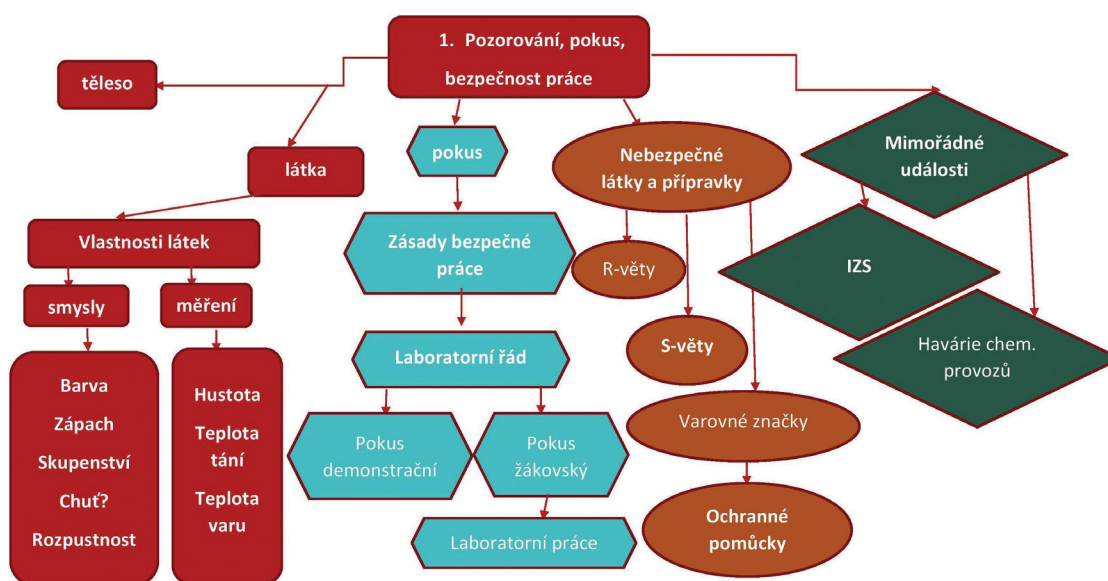 1. Pozorování, pokus,
bezpečnost práce
těleso
látka
Vlastnosti látek
smysly
měření
Barva
Zápach
Skupenství
Chuť?
Rozpustnost
Hustota
Teplota
tání
Teplota
varu
pokus
Zásady bezpečné
práce
Laboratorní řád
Pokus
demonstrační
Pokus
žákovský
Laboratorní práce
Nebezpečné
látky a přípravky
R-věty
S-věty
Varovné značky
Ochranné
pomůcky
Mimořádné
události
IZS
Havárie chem.
provozů